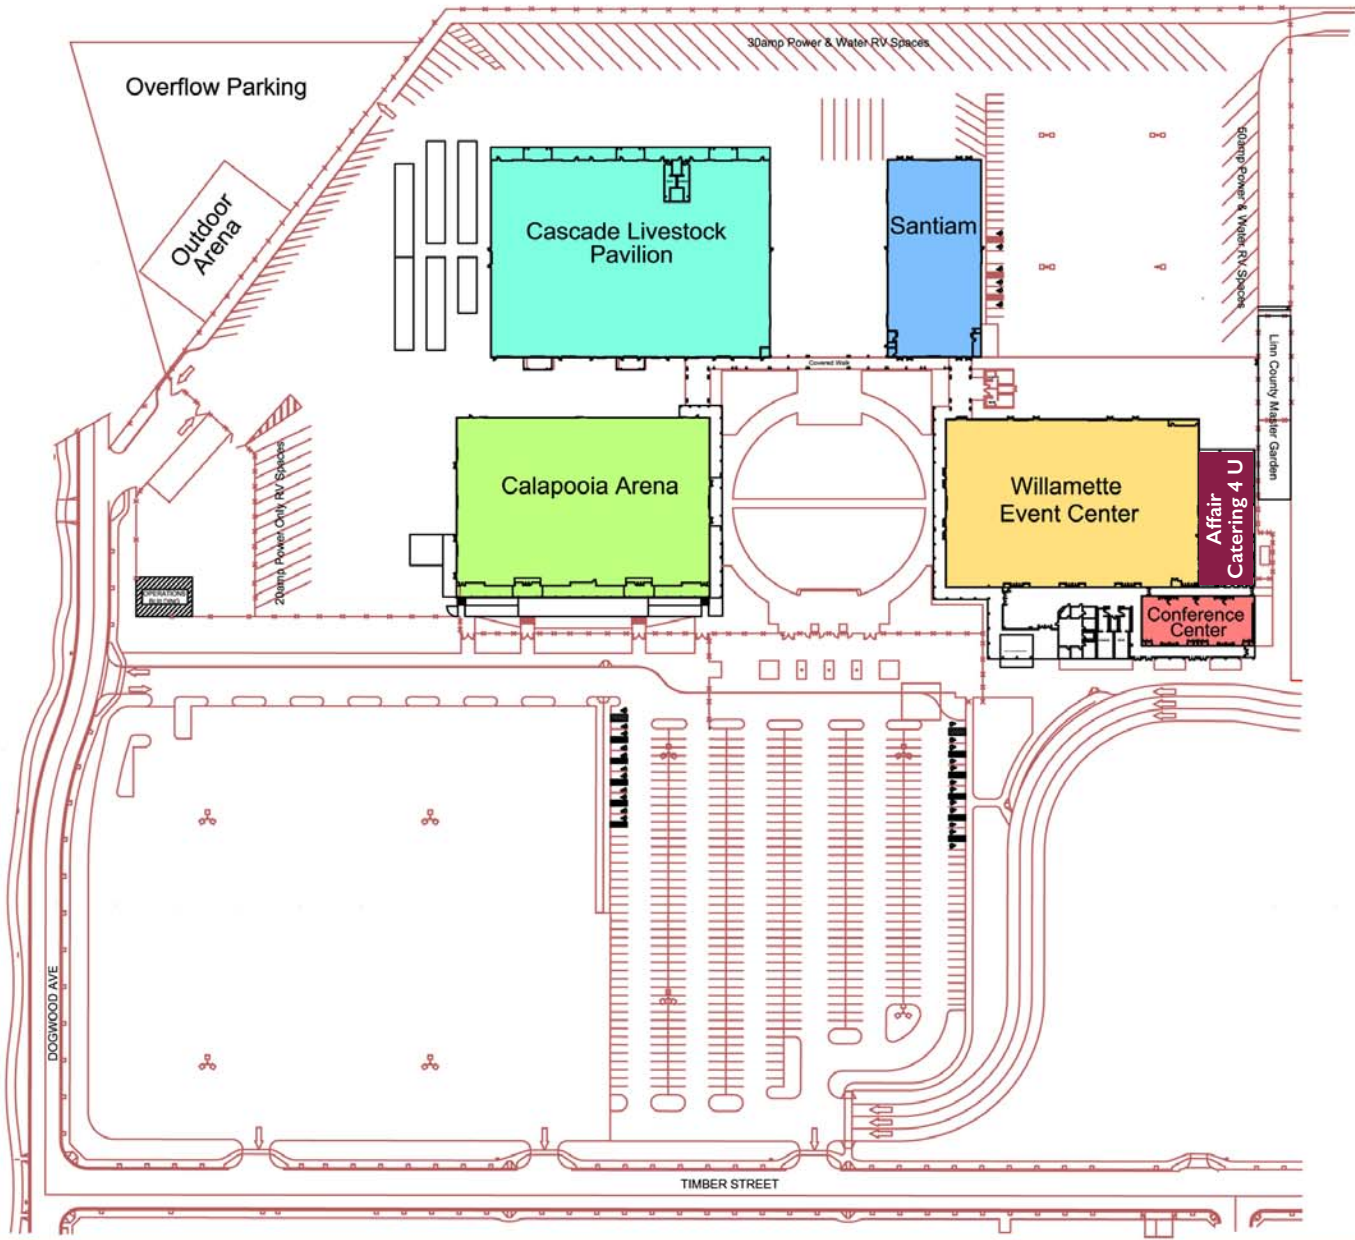 30amp Power & Water RV Spaces
Overflow Parking
Outdoor
Arena
Cascade Livestock
Pavilion
Santiam
50amp Power & Water RV Spaces
Covered Walk
Linn County Master Garden
20amp Power Only RV Spaces
Calapooia Arena
Willamette
Event Center
Affair
Catering 4 U
OPERATIONS
BUILDING
Conference
Center
DOGWOOD AVE
TIMBER STREET